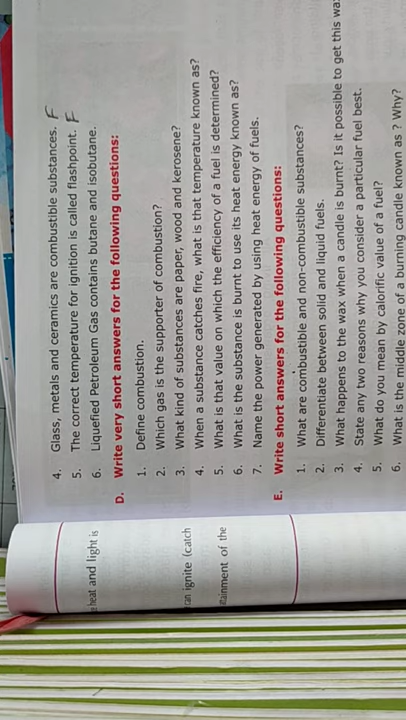 4. Glass, metals and ceramics are combustible substances. F
5. The correct temperature for ignition is called flashpoint. F
6. Liquefied Petroleum Gas contains butane and isobutane.
D. Write very short answers for the following questions:
1. Define combustion.
2. Which gas is the supporter of combustion?
3. What kind of substances are paper, wood and kerosene?
4. When a substance catches fire, what is that temperature known as?
5. What is that value on which the efficiency of a fuel is determined?
6. What is the substance is burnt to use its heat energy known as?
7. Name the power generated by using heat energy of fuels.
E. Write short answers for the following questions:
1. What are combustible and non-combustible substances?
2. Differentiate between solid and liquid fuels.
3. What happens to the wax when a candle is burnt? Is it possible to get this
4. State any two reasons why you consider a particular fuel best.
5. What do you mean by calorific value of a fuel?
6. What is the middle zone of a burning candle known as ? Why?
heat and light is
can ignite (catch
tainment of the